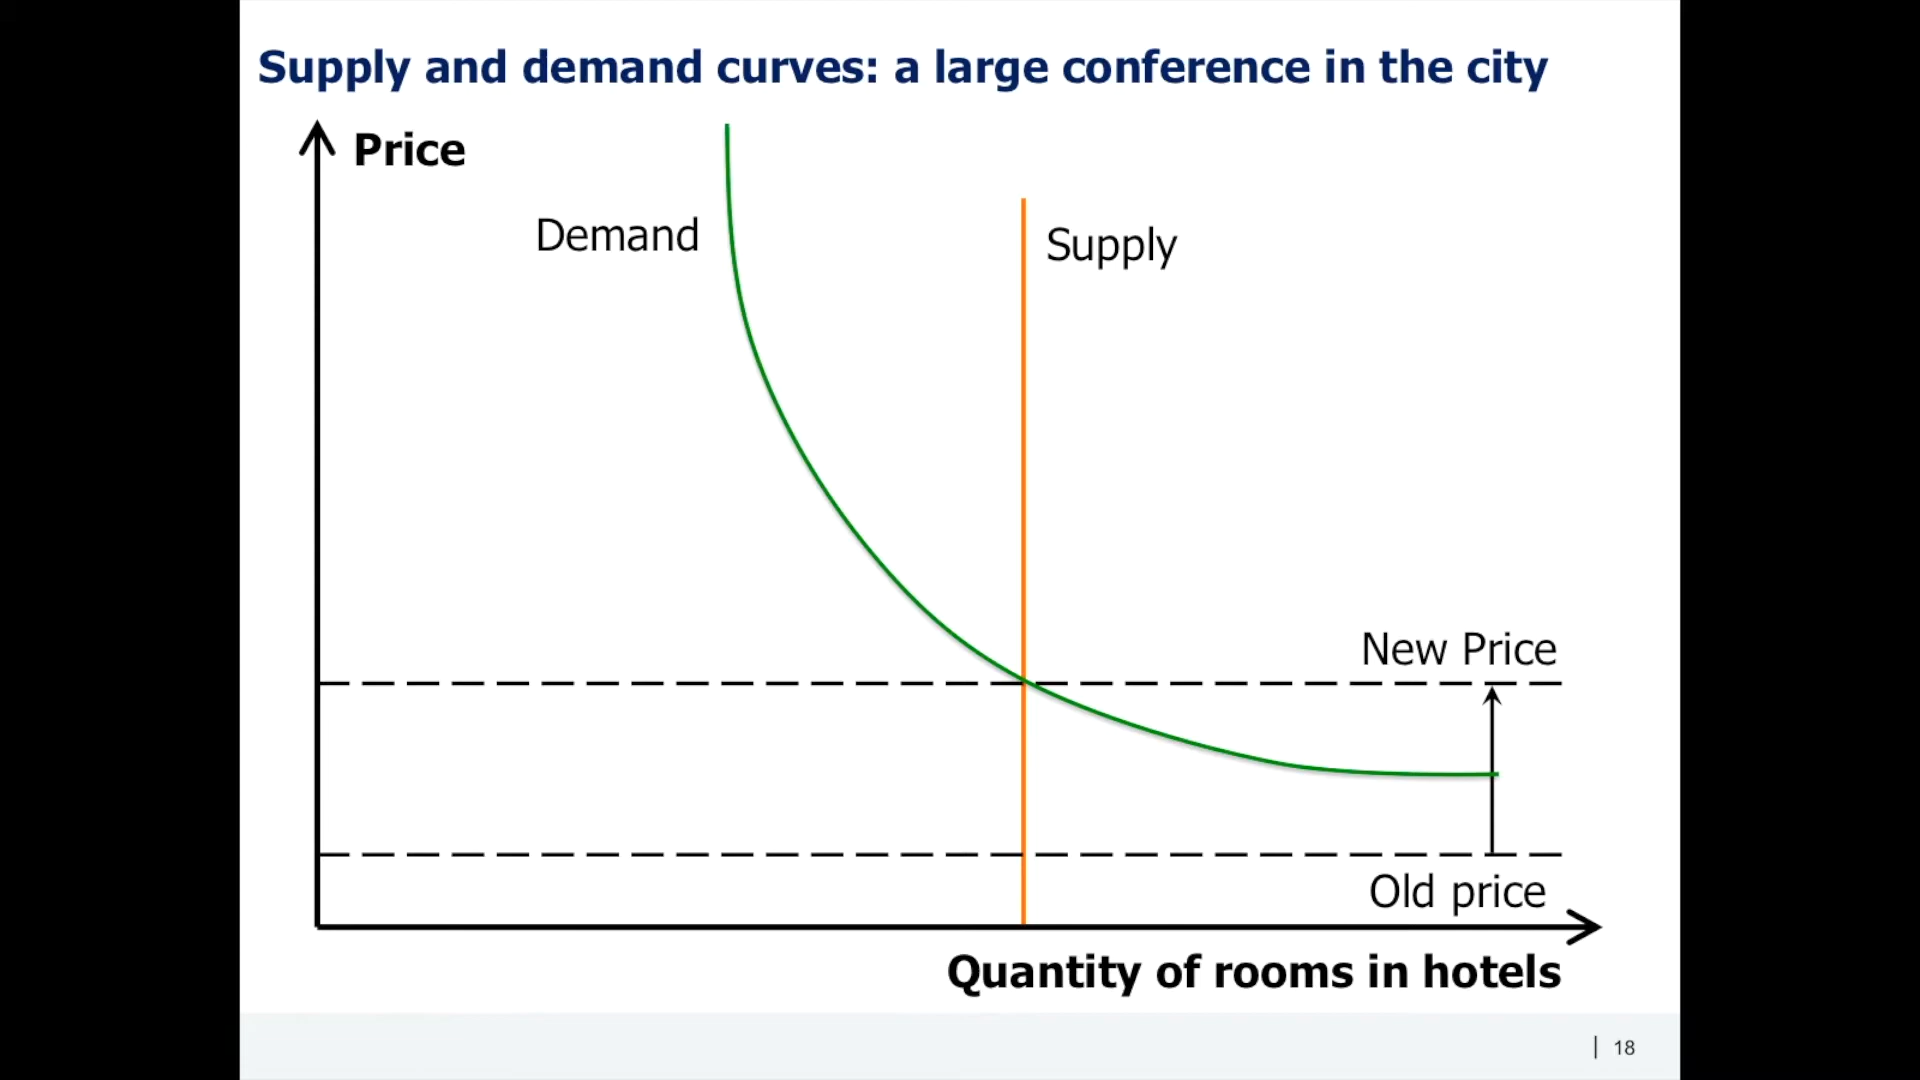 Supply and demand curves: a large conference in the city
Price
Demand
Supply
New Price
Old price
Quantity of rooms in hotels
| 18